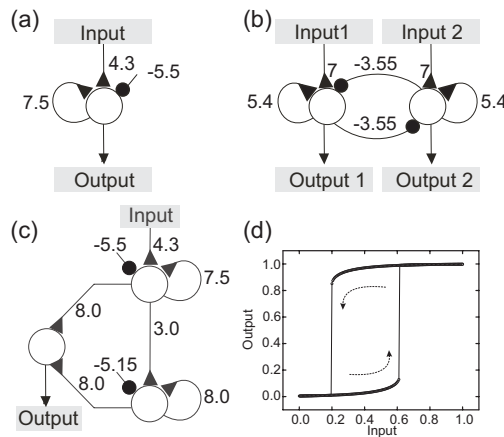 (a)
Input
4.3
-5.5
7.5
Output
(b)
Input1
Input 2
7
-3.55
7
5.4
-3.55
5.4
Output 1
Output 2
(c)
Input
-5.5
4.3
7.5
8.0
3.0
-5.15
8.0
8.0
Output
(d)
1.0
0.8
0.6
0.4
0.2
0.0
Output
0.0 0.2 0.4 0.6 0.8 1.0
Input